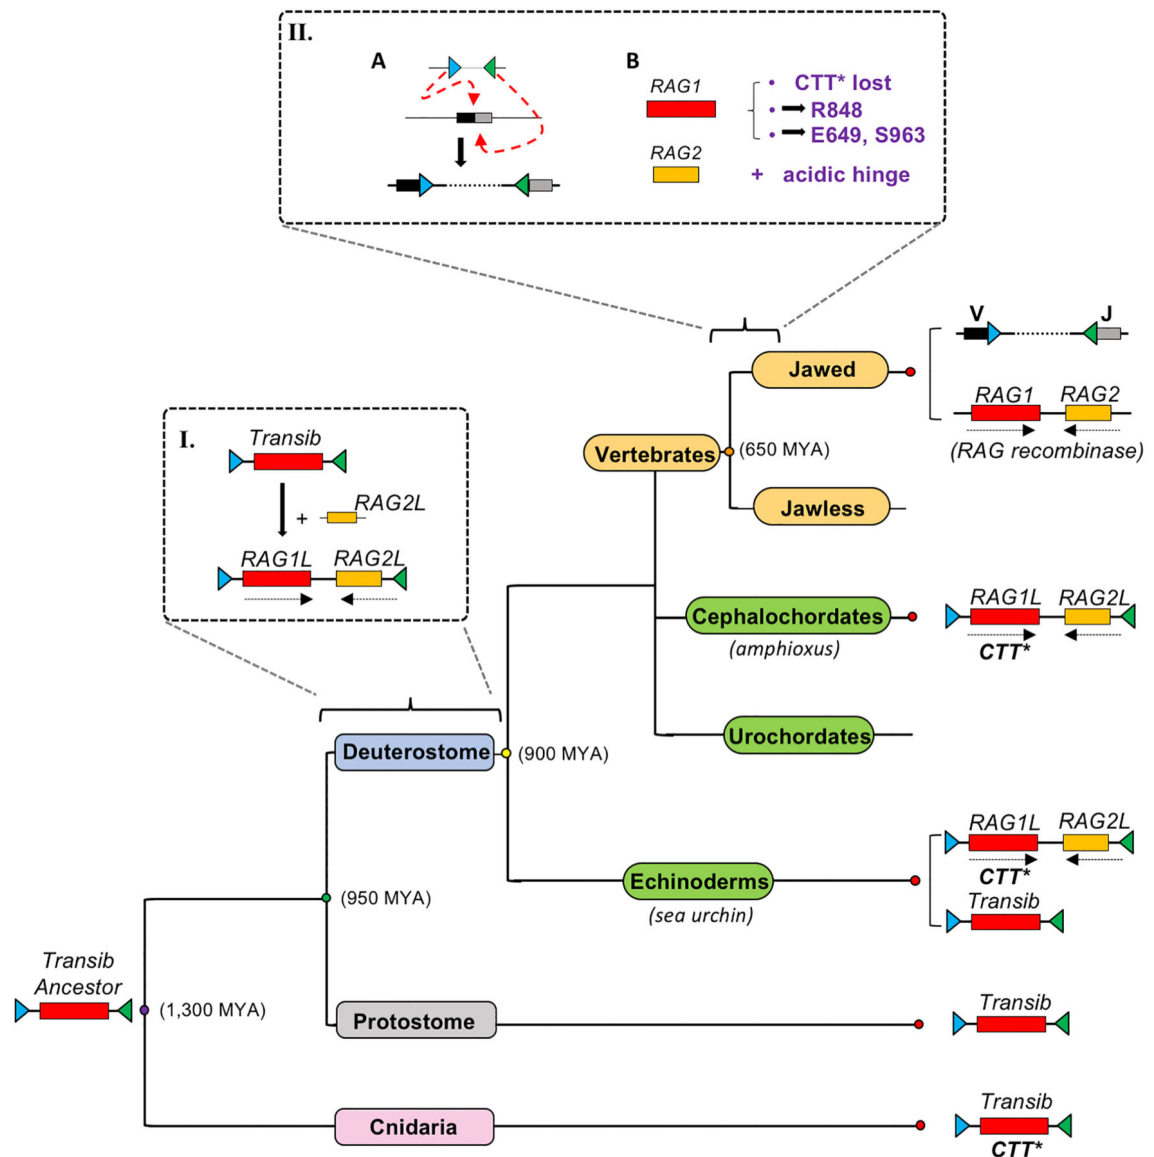 II.
A
B
RAG1
• CTT* lost
• R848
• E649, S963
RAG2
+ acidic hinge
V
J
Jawed
RAG1
RAG2
(RAG recombinase)
I.
Transib
+
RAG2L
RAG1L
RAG2L
Vertebrates
(650 MYA)
Jawless
Cephalochordates
(amphioxus)
RAG1L
RAG2L
CTT*
Urochordates
Deuterostome
(900 MYA)
RAG1L
RAG2L
CTT*
Echinoderms
(sea urchin)
Transib
(950 MYA)
Transib
Ancestor
(1,300 MYA)
Protostome
Transib
Cnidaria
Transib
CTT*